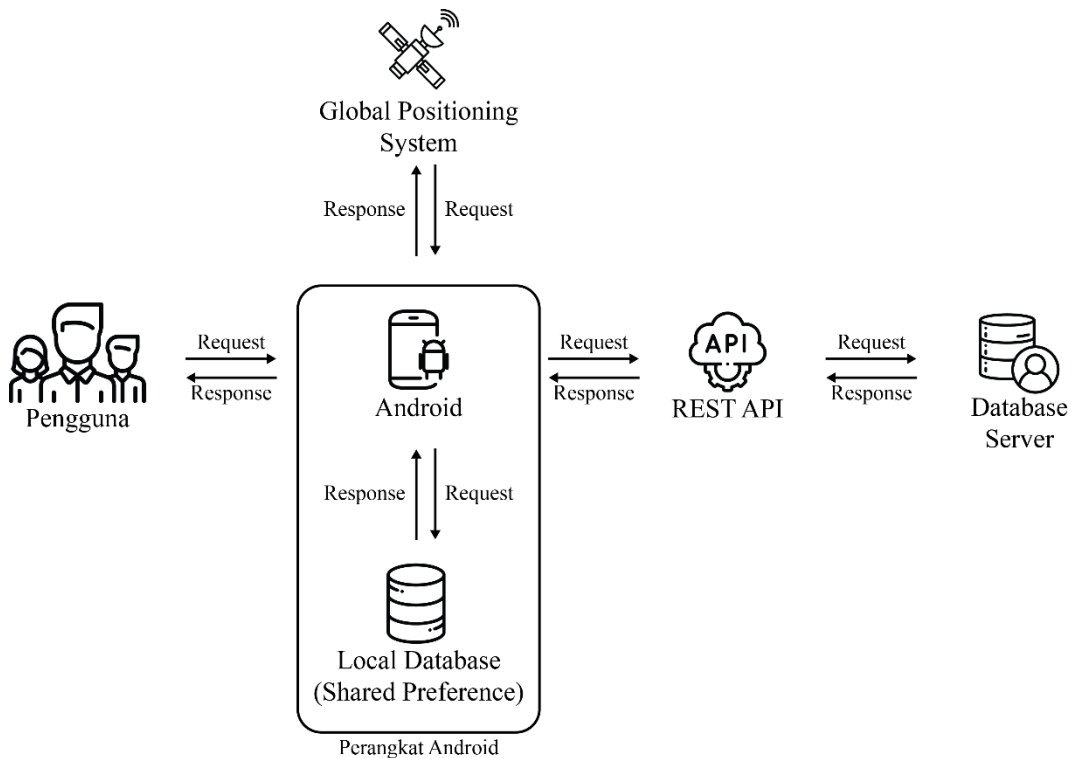 Global Positioning
System
Response
Request
Request
Response
Pengguna
Android
Request
Response
API
REST API
Request
Response
Database
Server
Response
Request
Local Database
(Shared Preference)
Perangkat Android